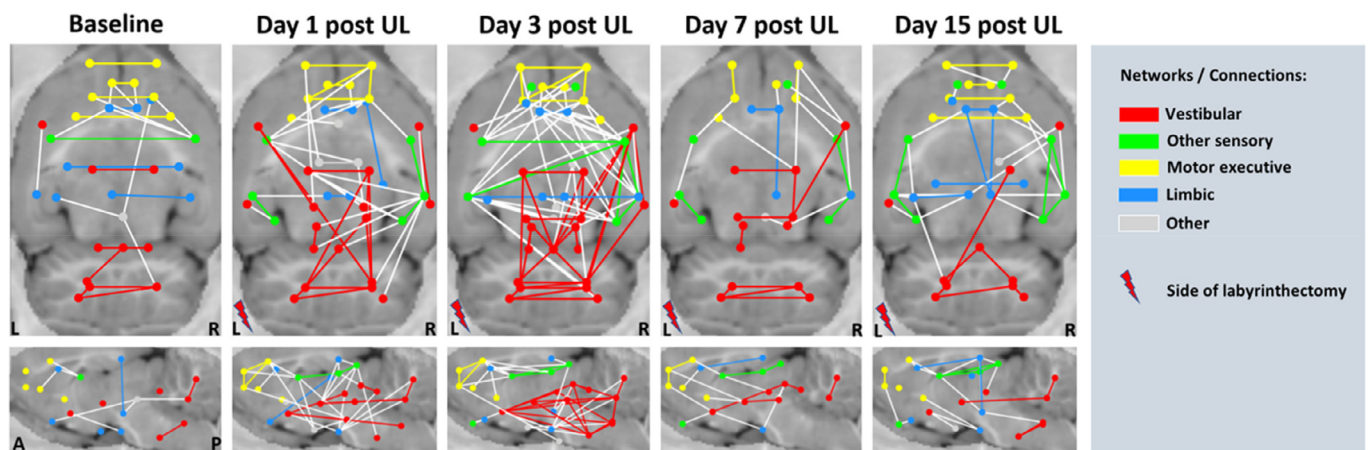 Baseline
Day 1 post UL
Day 3 post UL
Day 7 post UL
Day 15 post UL
Networks / Connections:
Vestibular
Other sensory
Motor executive
Limbic
Other
Side of labyrinthectomy
L R
L R
L R
L R
L R
A P